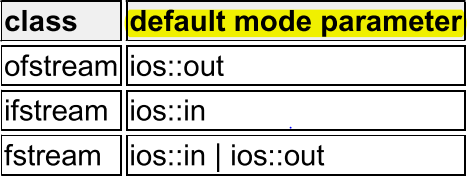 class default mode parameter
ofstream ios::out
ifstream ios::in
fstream ios::in | ios::out